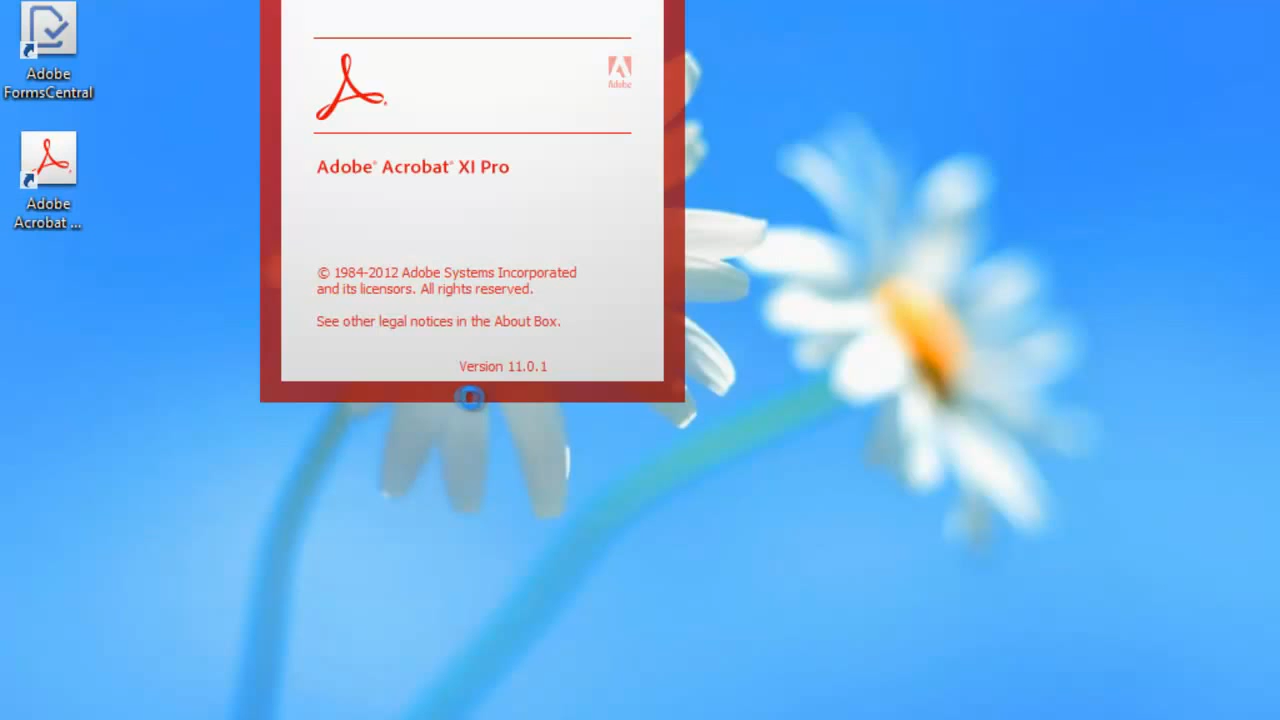 Adobe
FormsCentral
Adobe
Acrobat ...
Adobe
Adobe® Acrobat® XI Pro
© 1984-2012 Adobe Systems Incorporated
and its licensors. All rights reserved.
See other legal notices in the About Box.
Version 11.0.1